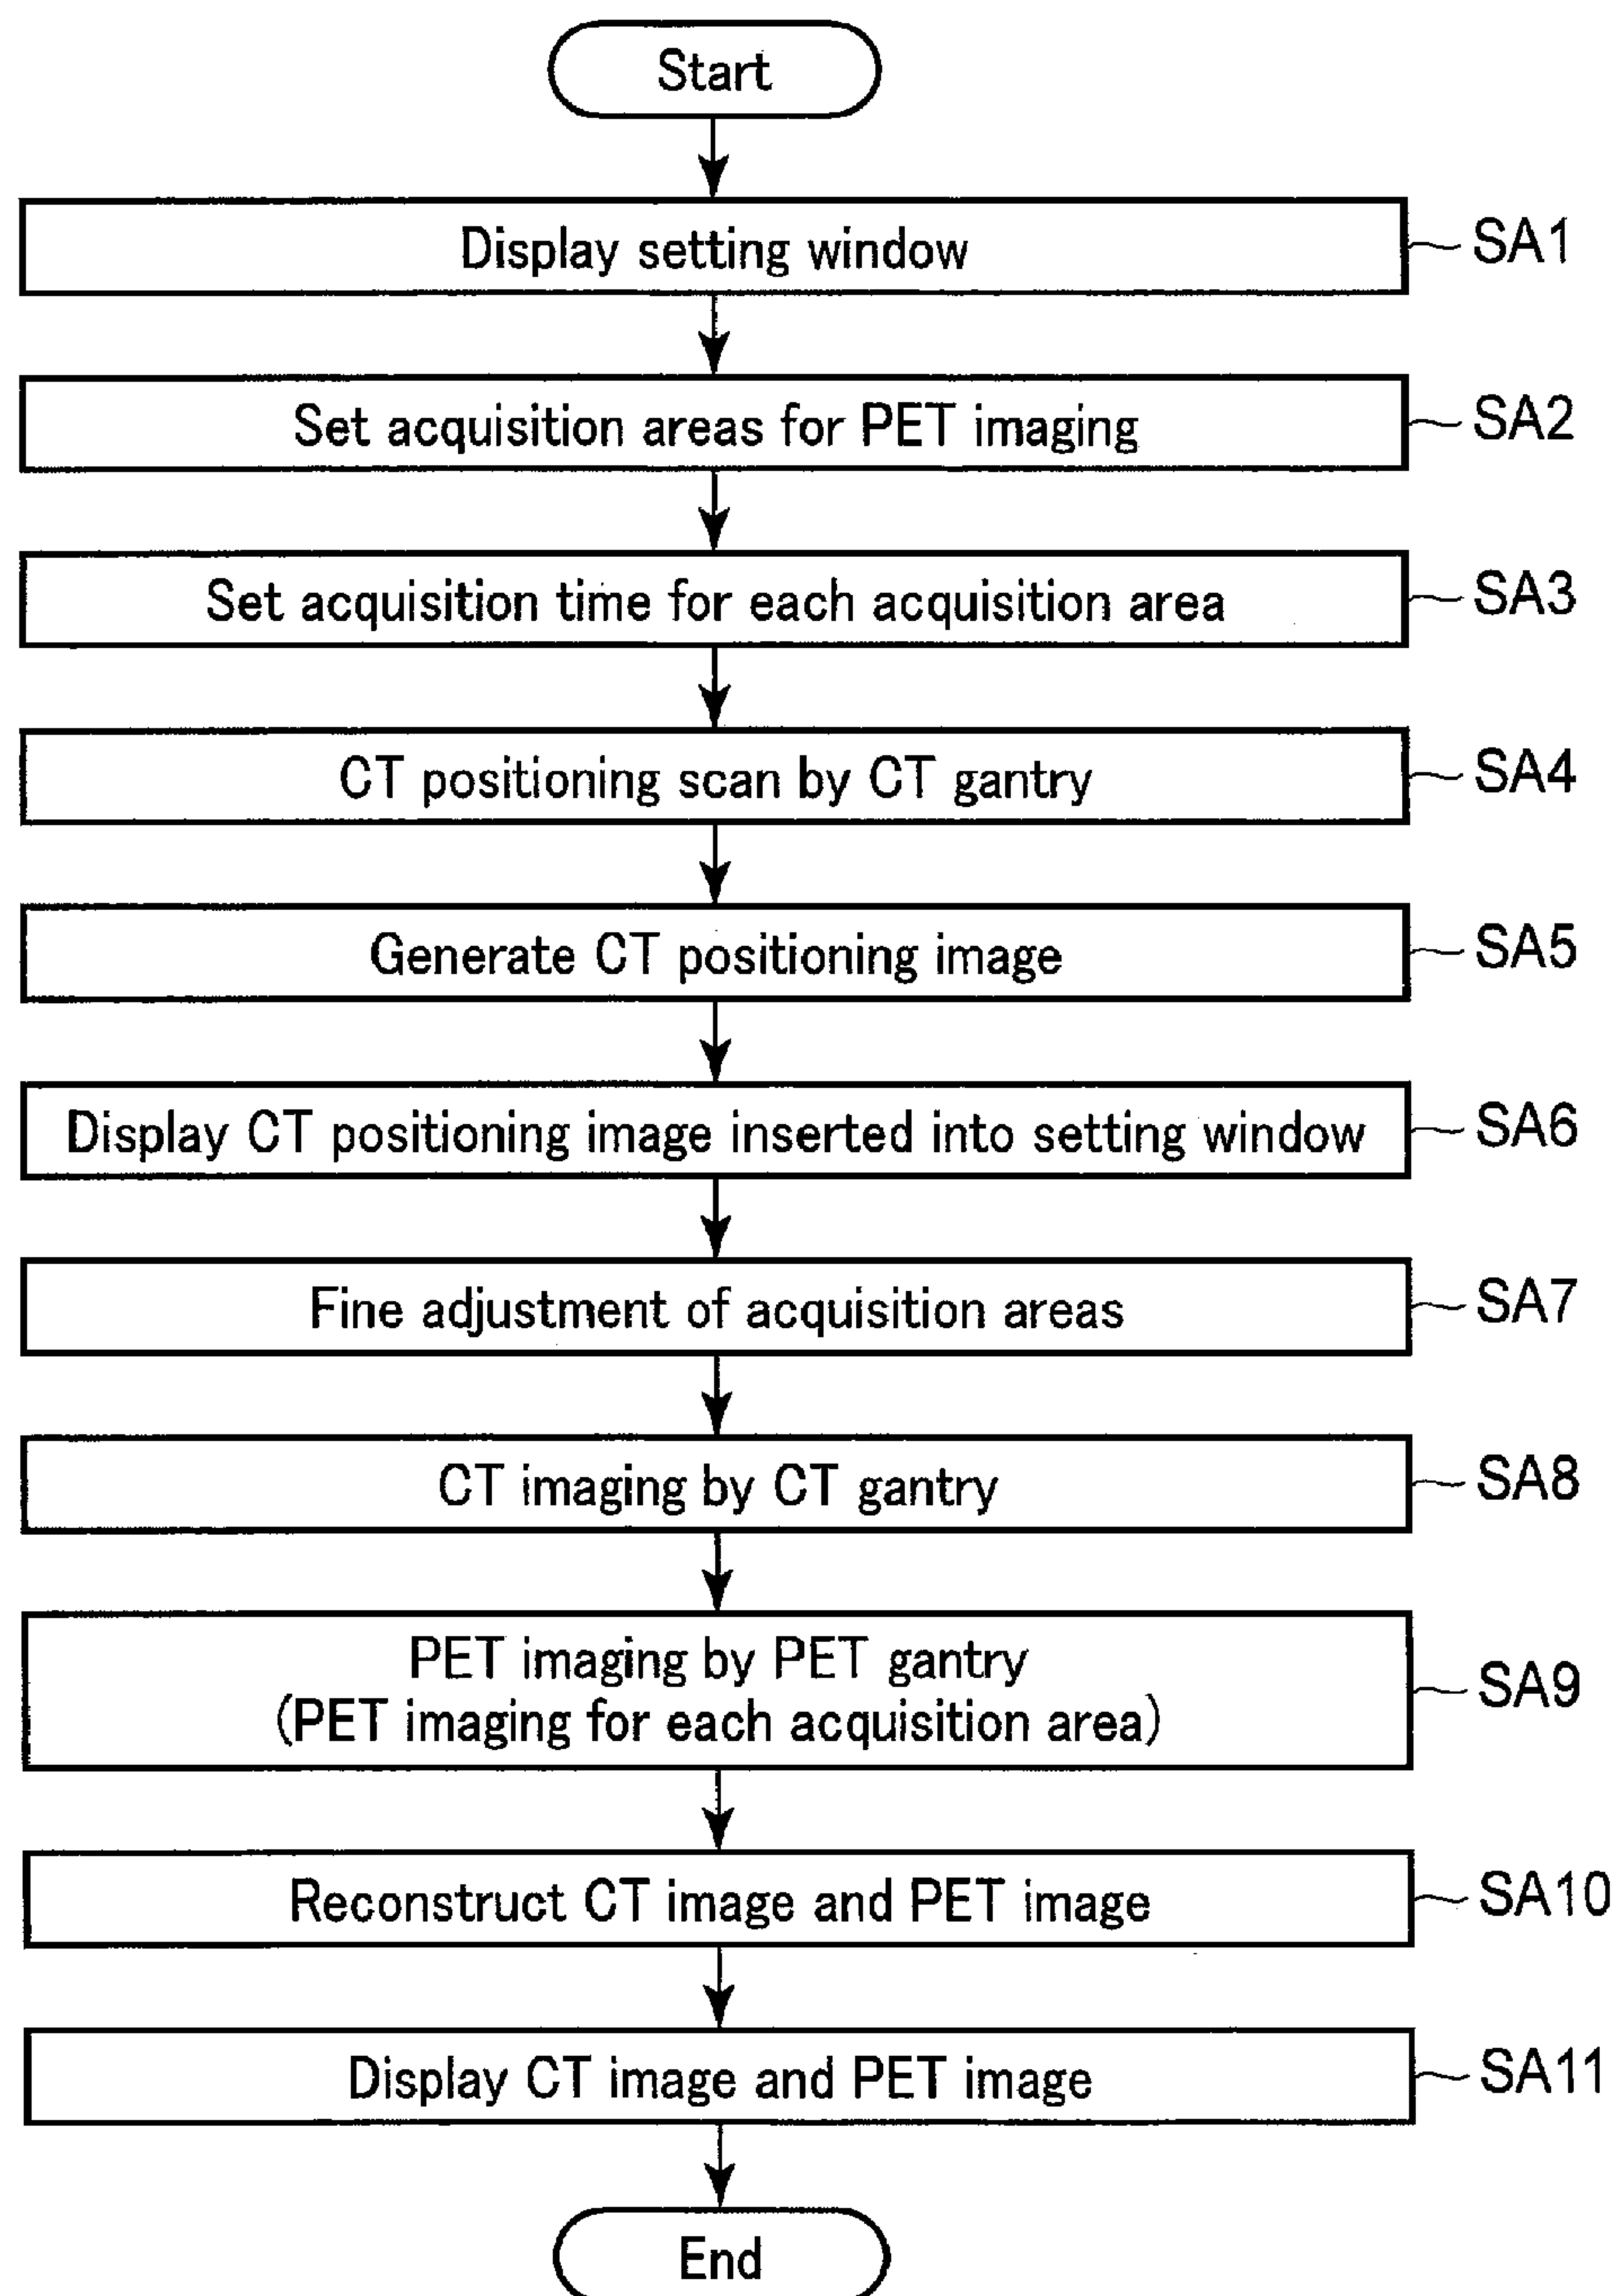 Start
Display setting window
SA1
Set acquisition areas for PET imaging
SA2
Set acquisition time for each acquisition area
SA3
CT positioning scan by CT gantry
SA4
Generate CT positioning image
SA5
Display CT positioning image inserted into setting window
SA6
Fine adjustment of acquisition areas
SA7
CT imaging by CT gantry
SA8
PET imaging by PET gantry
(PET imaging for each acquisition area)
SA9
Reconstruct CT image and PET image
SA10
Display CT image and PET image
SA11
End